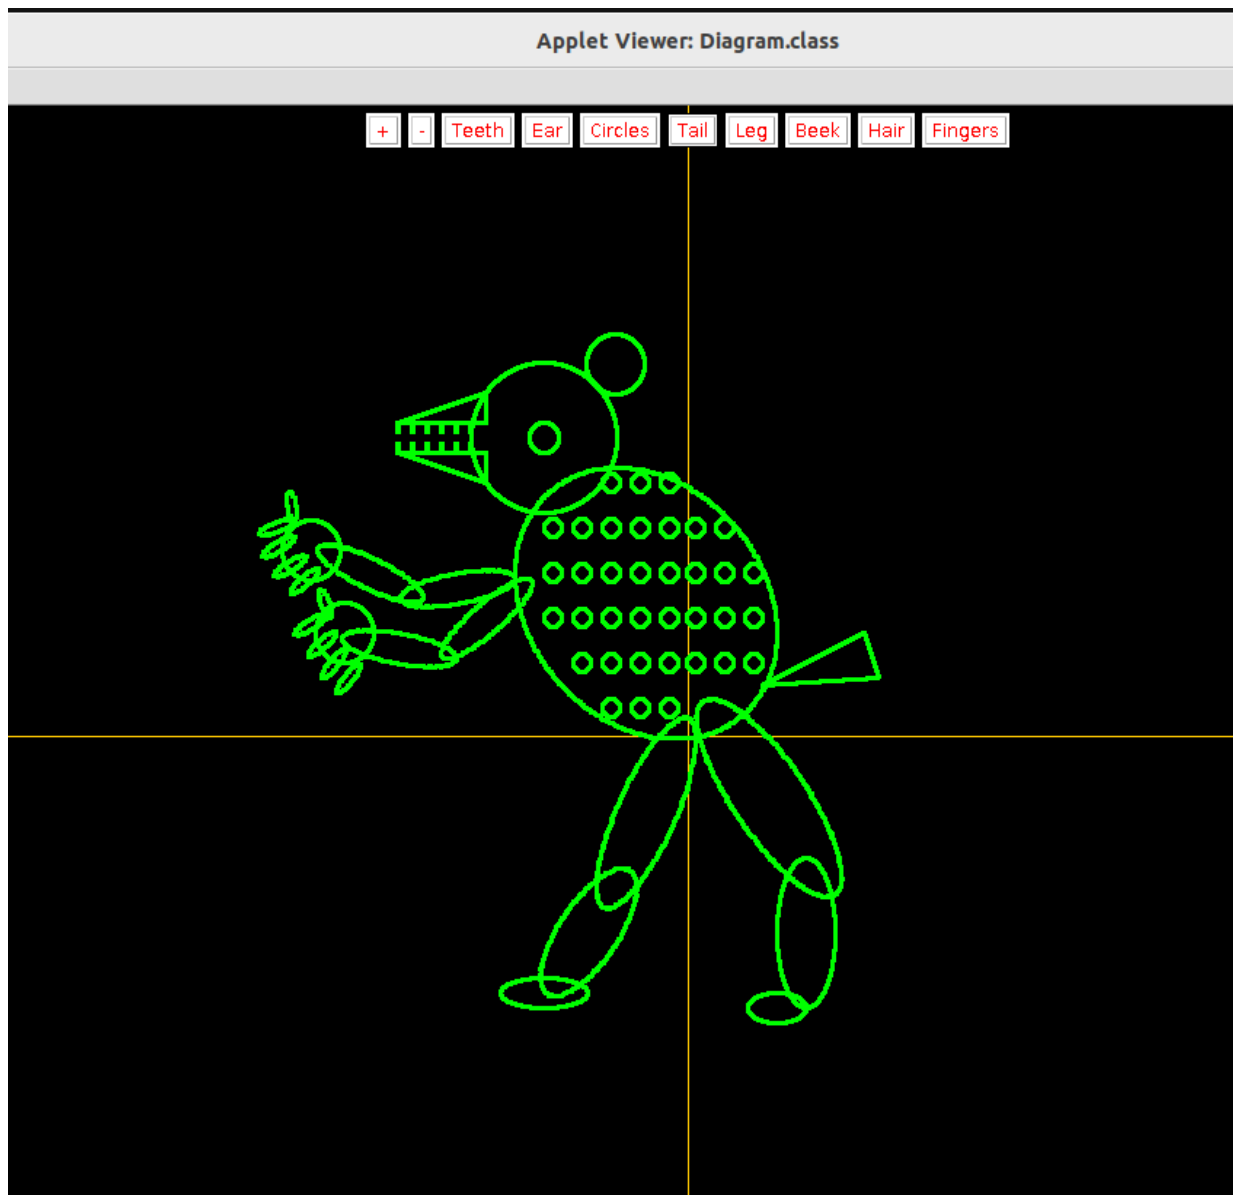 Applet Viewer: Diagram.class
+ - Teeth Ear Circles Tail Leg Beek Hair Fingers